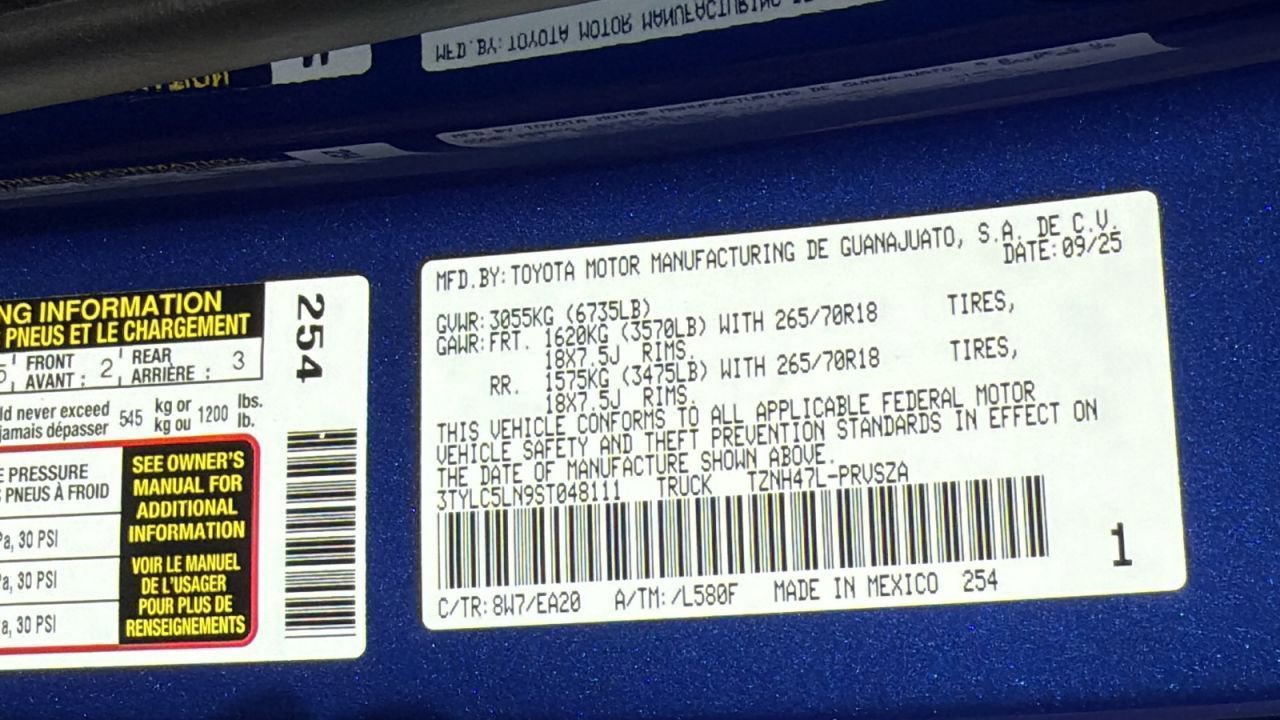 MFD.BY:TOYOTA MOTOR MANUFACTURING
MFD.BY:TOYOTA MOTOR MANUFACTURING DE GUANAJUATO, S.A. DE C.V.
DATE:09/25
GVWR:3055KG (6735LB)
GAWR:FRT. 1620KG (3570LB) WITH 265/70R18 TIRES,
18X7.5J RIMS.
RR. 1575KG (3475LB) WITH 265/70R18 TIRES,
18X7.5J RIMS.
THIS VEHICLE CONFORMS TO ALL APPLICABLE FEDERAL MOTOR
VEHICLE SAFETY AND THEFT PREVENTION STANDARDS IN EFFECT ON
THE DATE OF MANUFACTURE SHOWN ABOVE.
3TYLC5LN9ST048111 TRUCK TZNH47L-PRVSZA
1
C/TR:8W7/EA20 A/TM:/L580F MADE IN MEXICO 254
NG INFORMATION
PNEUS ET LE CHARGEMENT
5 FRONT AVANT : 2 REAR ARRIÈRE : 3
ld never exceed 545 kg or 1200 lbs.
jamais dépasser kg ou lb.
PRESSURE
PNEUS À FROID
a, 30 PSI
a, 30 PSI
a, 30 PSI
SEE OWNER'S
MANUAL FOR
ADDITIONAL
INFORMATION
VOIR LE MANUEL
DE L'USAGER
POUR PLUS DE
RENSEIGNEMENTS
254